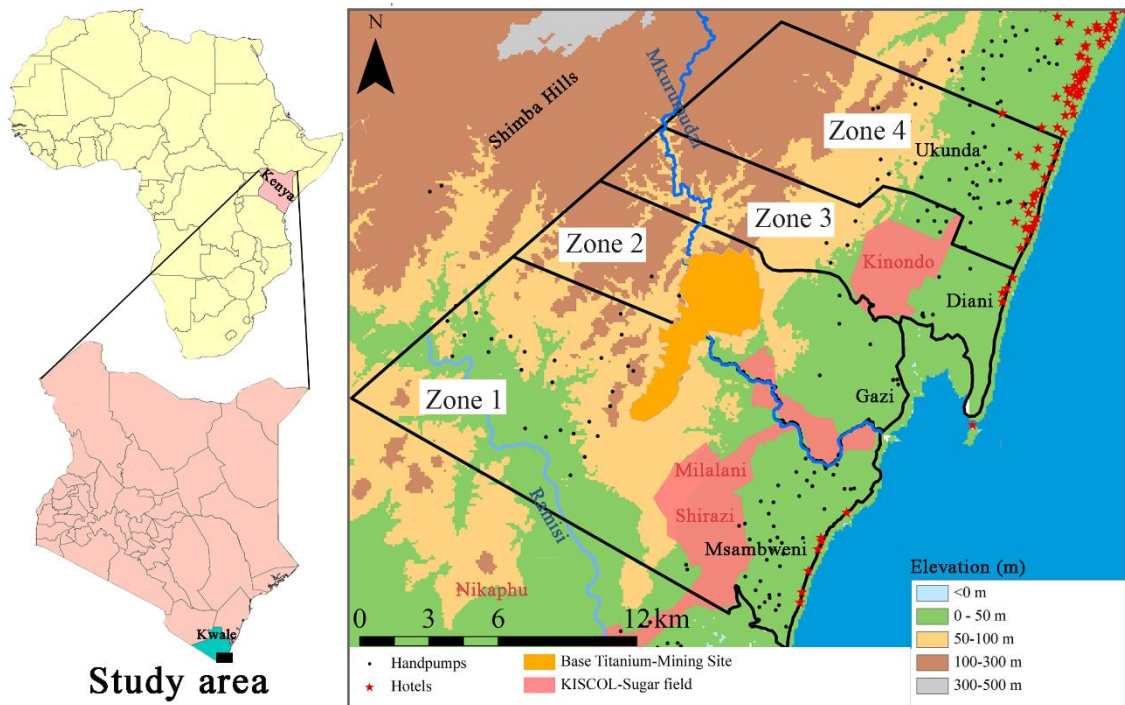 Kenya
Kwale
Study area
N
Shimba Hills
Mkurumudzi
Zone 4
Ukunda
Zone 3
Zone 2
Kinondo
Diani
Gazi
Zone 1
Milalani
Shirazi
Ramisi
Msambweni
Nikaphu
0 3 6 12 km
Handpumps
Hotels
Base Titanium-Mining Site
KISCOL-Sugar field
Elevation (m)
<0 m
0 - 50 m
50-100 m
100-300 m
300-500 m